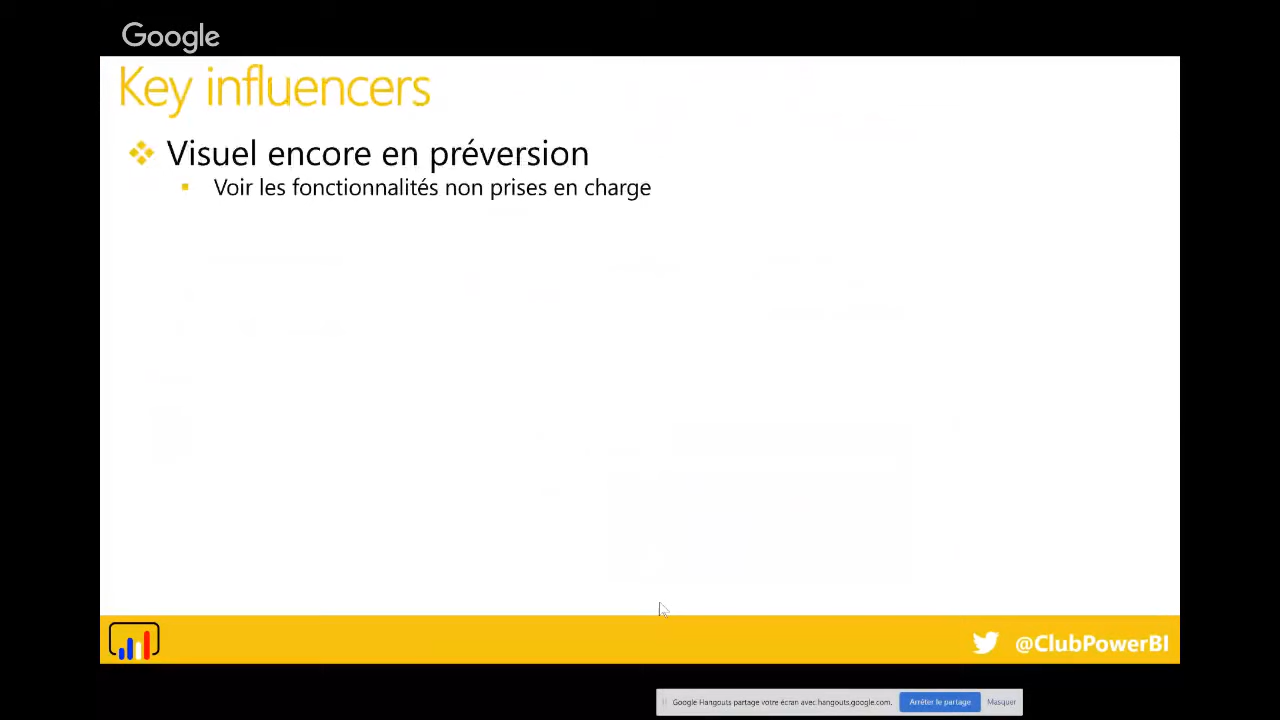 Google
Key influencers
Visuel encore en préversion
Voir les fonctionnalités non prises en charge
@ClubPowerBI
Google Hangouts partage votre écran avec hangouts.google.com. Arrêter le partage Masquer